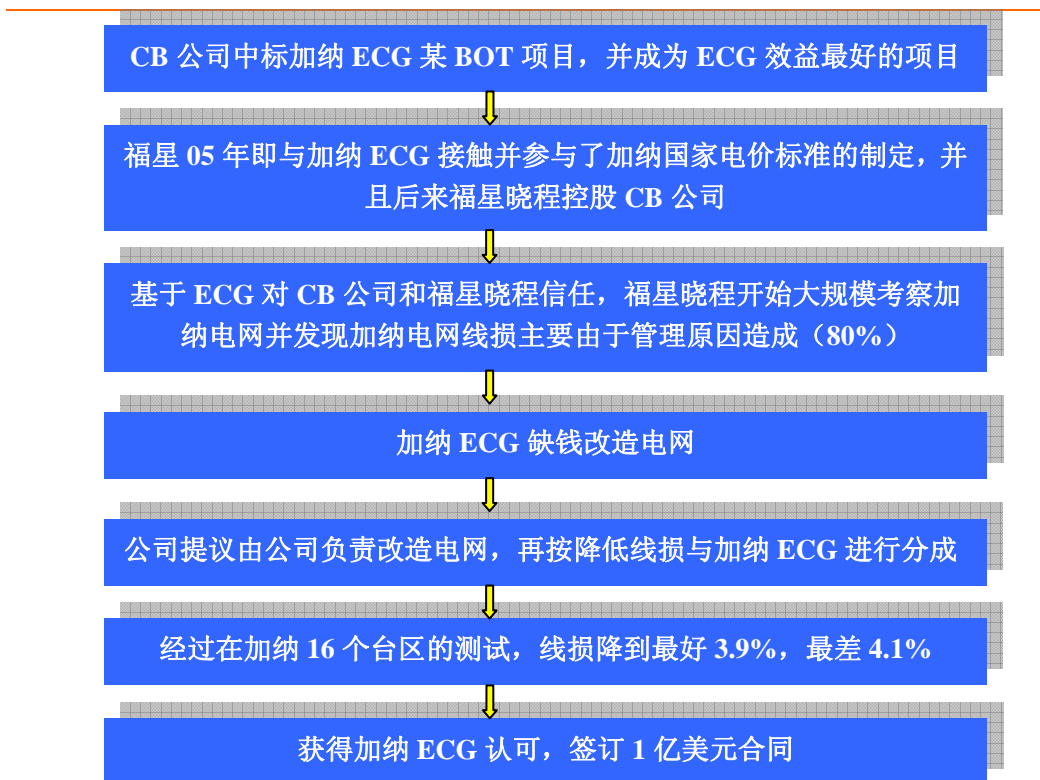 CB 公司中标加纳 ECG 某 BOT 项目，并成为 ECG 效益最好的项目
福星 05 年即与加纳 ECG 接触并参与了加纳国家电价标准的制定，并
且后来福星晓程控股 CB 公司
基于 ECG 对 CB 公司和福星晓程信任，福星晓程开始大规模考察加
纳电网并发现加纳电网线损主要由于管理原因造成（80%）
加纳 ECG 缺钱改造电网
公司提议由公司负责改造电网，再按降低线损与加纳 ECG 进行分成
经过在加纳 16 个台区的测试，线损降到最好 3.9%，最差 4.1%
获得加纳 ECG 认可，签订 1 亿美元合同